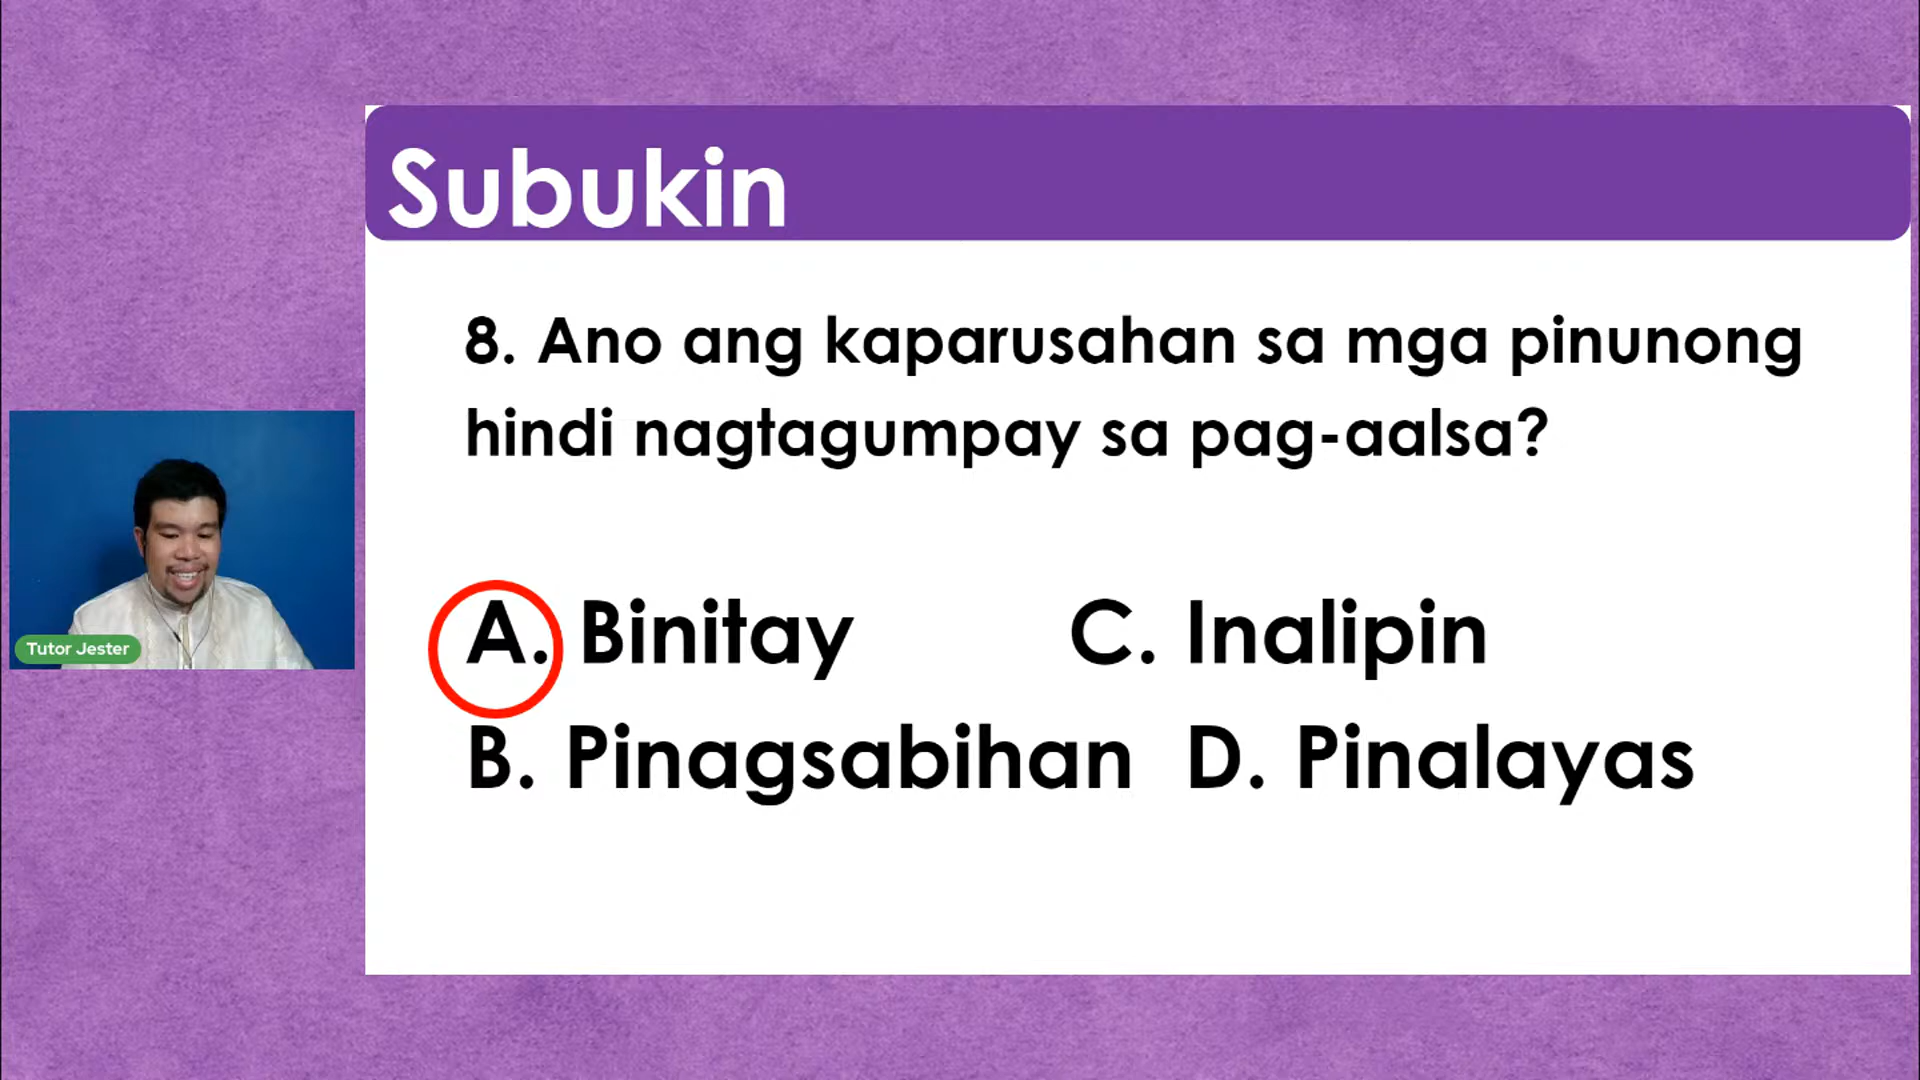 Subukin
8. Ano ang kaparusahan sa mga pinunong
hindi nagtagumpay sa pag-aalsa?
A. Binitay C. Inalipin
B. Pinagsabihan D. Pinalayas
Tutor Jester